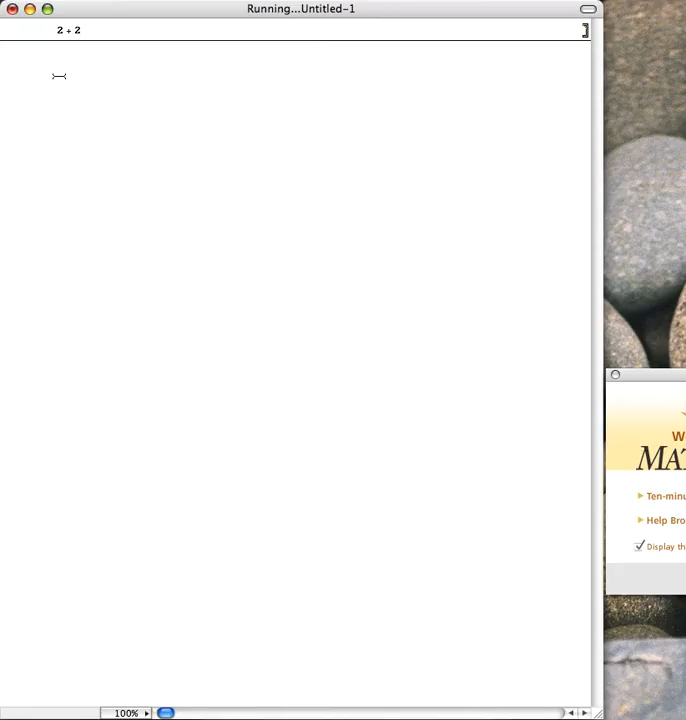 Running...Untitled-1
2 + 2
W
MAT
Ten-minu
Help Bro
Display th
100%